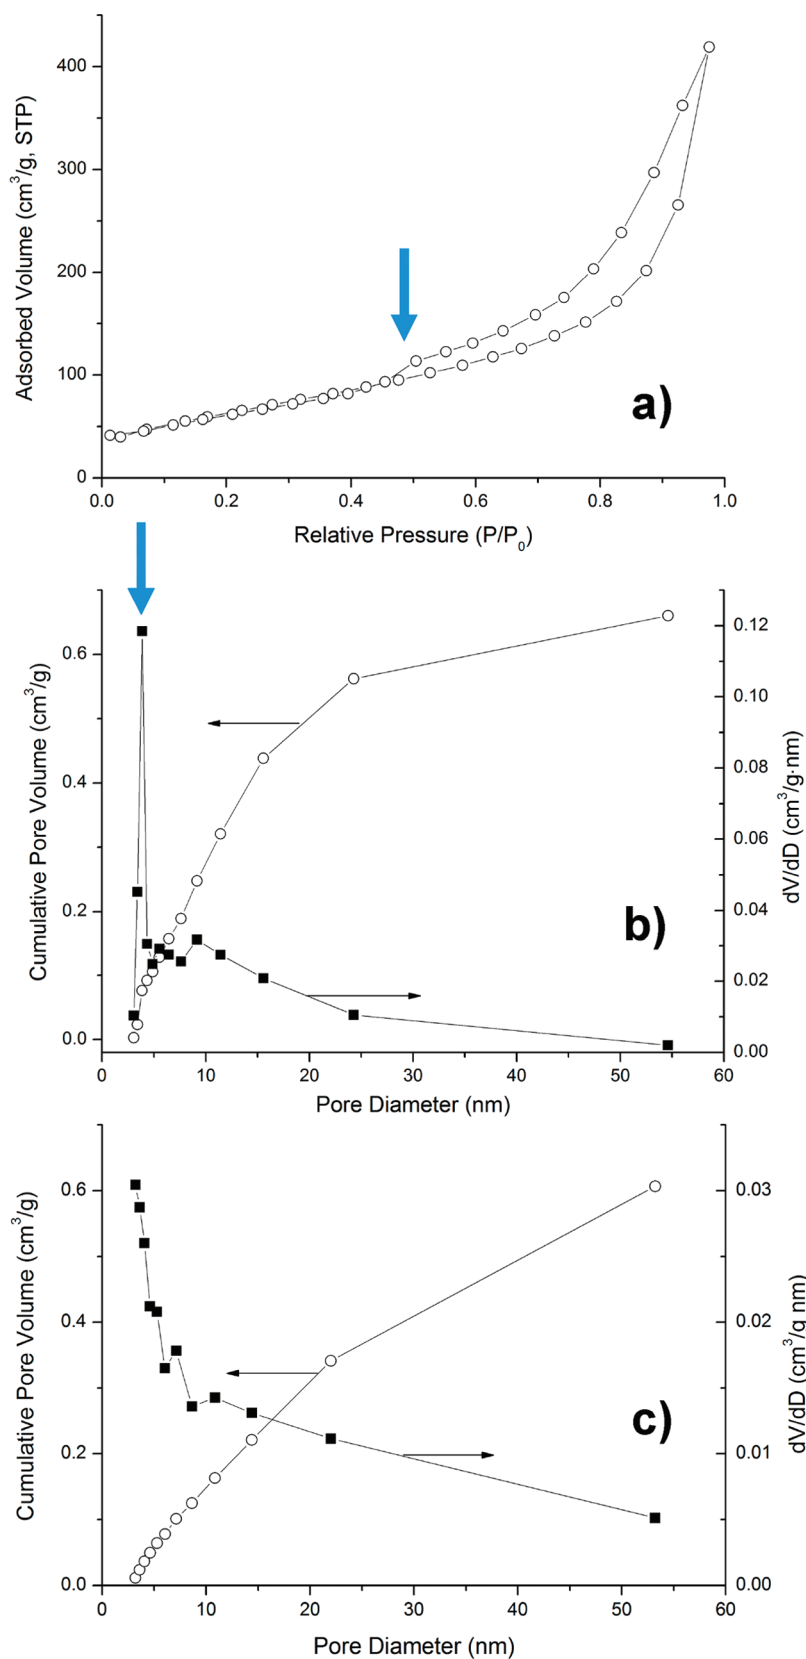 400
300
200
100
0
Adsorbed Volume (cm³/g, STP)
a)
0.0 0.2 0.4 0.6 0.8 1.0
Relative Pressure (P/P₀)
0.6
0.4
0.2
0.0
Cumulative Pore Volume (cm³/g)
0.12
0.10
0.08
0.06
0.04
0.02
0.00
dV/dD (cm³/g·nm)
b)
0 10 20 30 40 50 60
Pore Diameter (nm)
0.6
0.4
0.2
0.0
Cumulative Pore Volume (cm³/g)
0.03
0.02
0.01
0.00
dV/dD (cm³/g nm)
c)
0 10 20 30 40 50 60
Pore Diameter (nm)